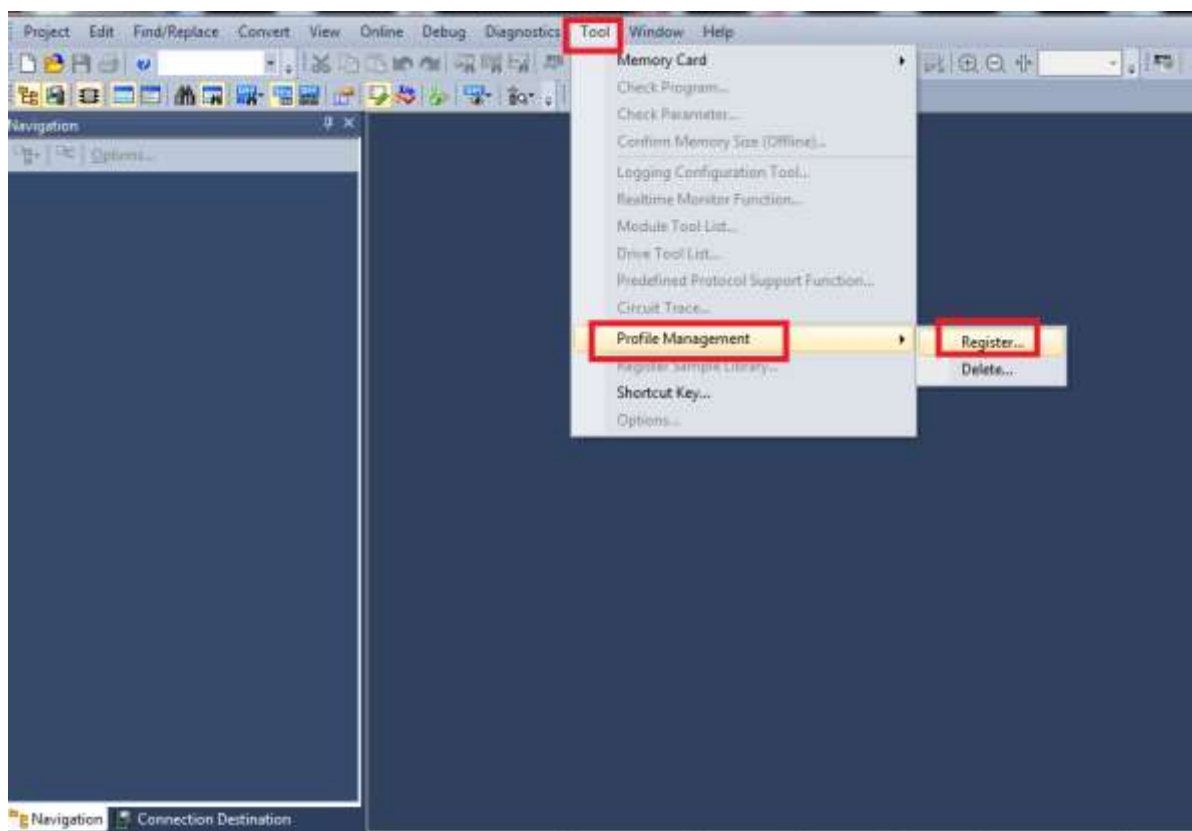 Project Edit Find/Replace Convert View Online Debug Diagnostics Tool Window Help
Navigation
Options...
Memory Card
Check Program...
Check Parameter...
Confirm Memory Size (Offline)...
Logging Configuration Tool...
Realtime Monitor Function...
Module Tool List...
Drive Tool List...
Predefined Protocol Support Function...
Circuit Trace...
Profile Management
Register...
Register Sample Library...
Delete...
Shortcut Key...
Options...
Navigation Connection Destination